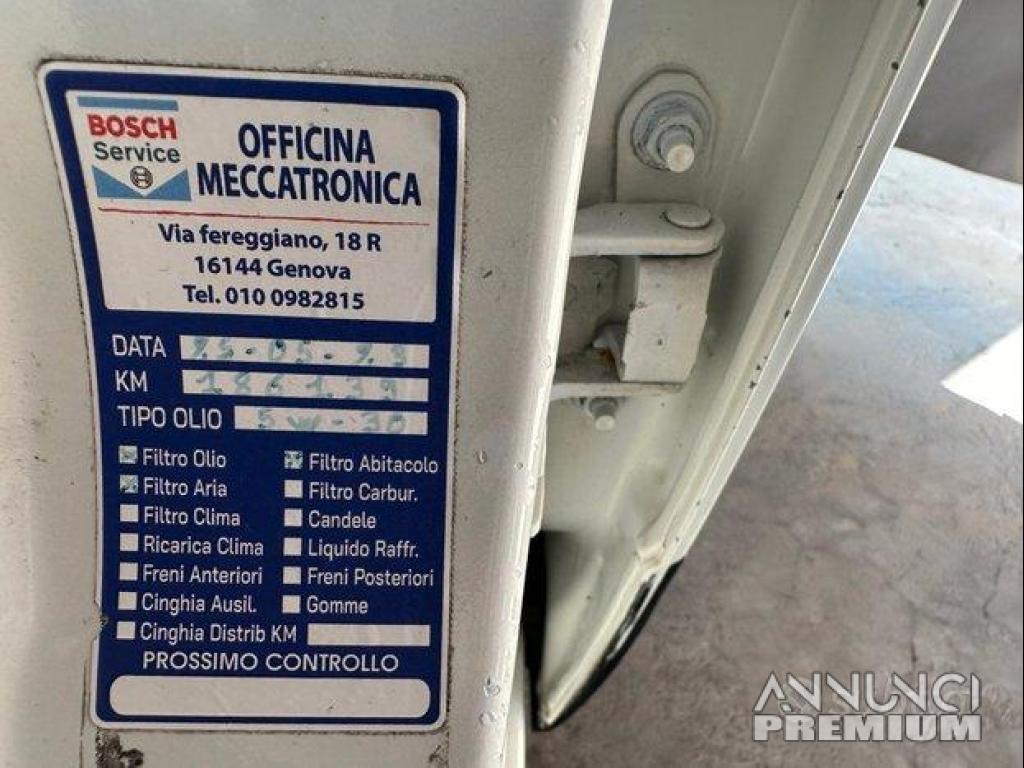 BOSCH
Service
OFFICINA
MECCATRONICA
Via fereggiano, 18 R
16144 Genova
Tel. 010 0982815
DATA
KM 186139
TIPO OLIO 5W-30
Filtro Olio Filtro Abitacolo
Filtro Aria Filtro Carbur.
Filtro Clima Candele
Ricarica Clima Liquido Raffr.
Freni Anteriori Freni Posteriori
Cinghia Ausil. Gomme
Cinghia Distrib KM
PROSSIMO CONTROLLO
ANNUNCI
PREMIUM